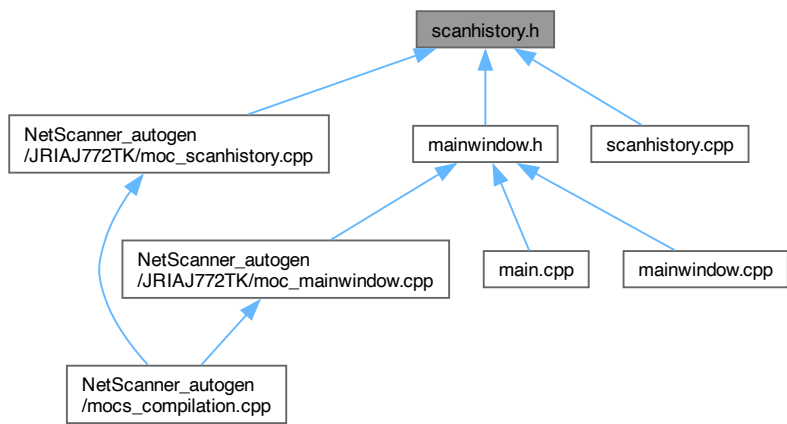 scanhistory.h
NetScanner_autogen
/JRIAJ772TK/moc_scanhistory.cpp
mainwindow.h
scanhistory.cpp
NetScanner_autogen
/JRIAJ772TK/moc_mainwindow.cpp
main.cpp
mainwindow.cpp
NetScanner_autogen
/mocs_compilation.cpp